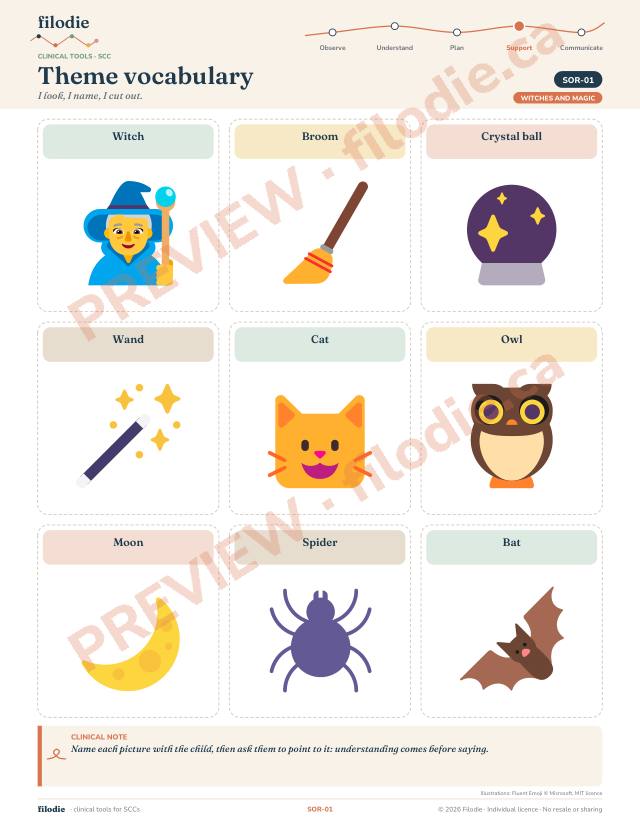 filodie
Observe Understand Plan Support Communicate
CLINICAL TOOLS · SCC
Theme vocabulary
SOR-01
I look, I name, I cut out.
WITCHES AND MAGIC
Witch Broom Crystal ball
Wand Cat Owl
Moon Spider Bat
PREVIEW · filodie.ca
PREVIEW · filodie.ca
CLINICAL NOTE
Name each picture with the child, then ask them to point to it: understanding comes before saying.
Illustrations: Fluent Emoji © Microsoft, MIT licence
filodie · clinical tools for SCCs SOR-01 © 2026 Filodie · Individual licence · No resale or sharing